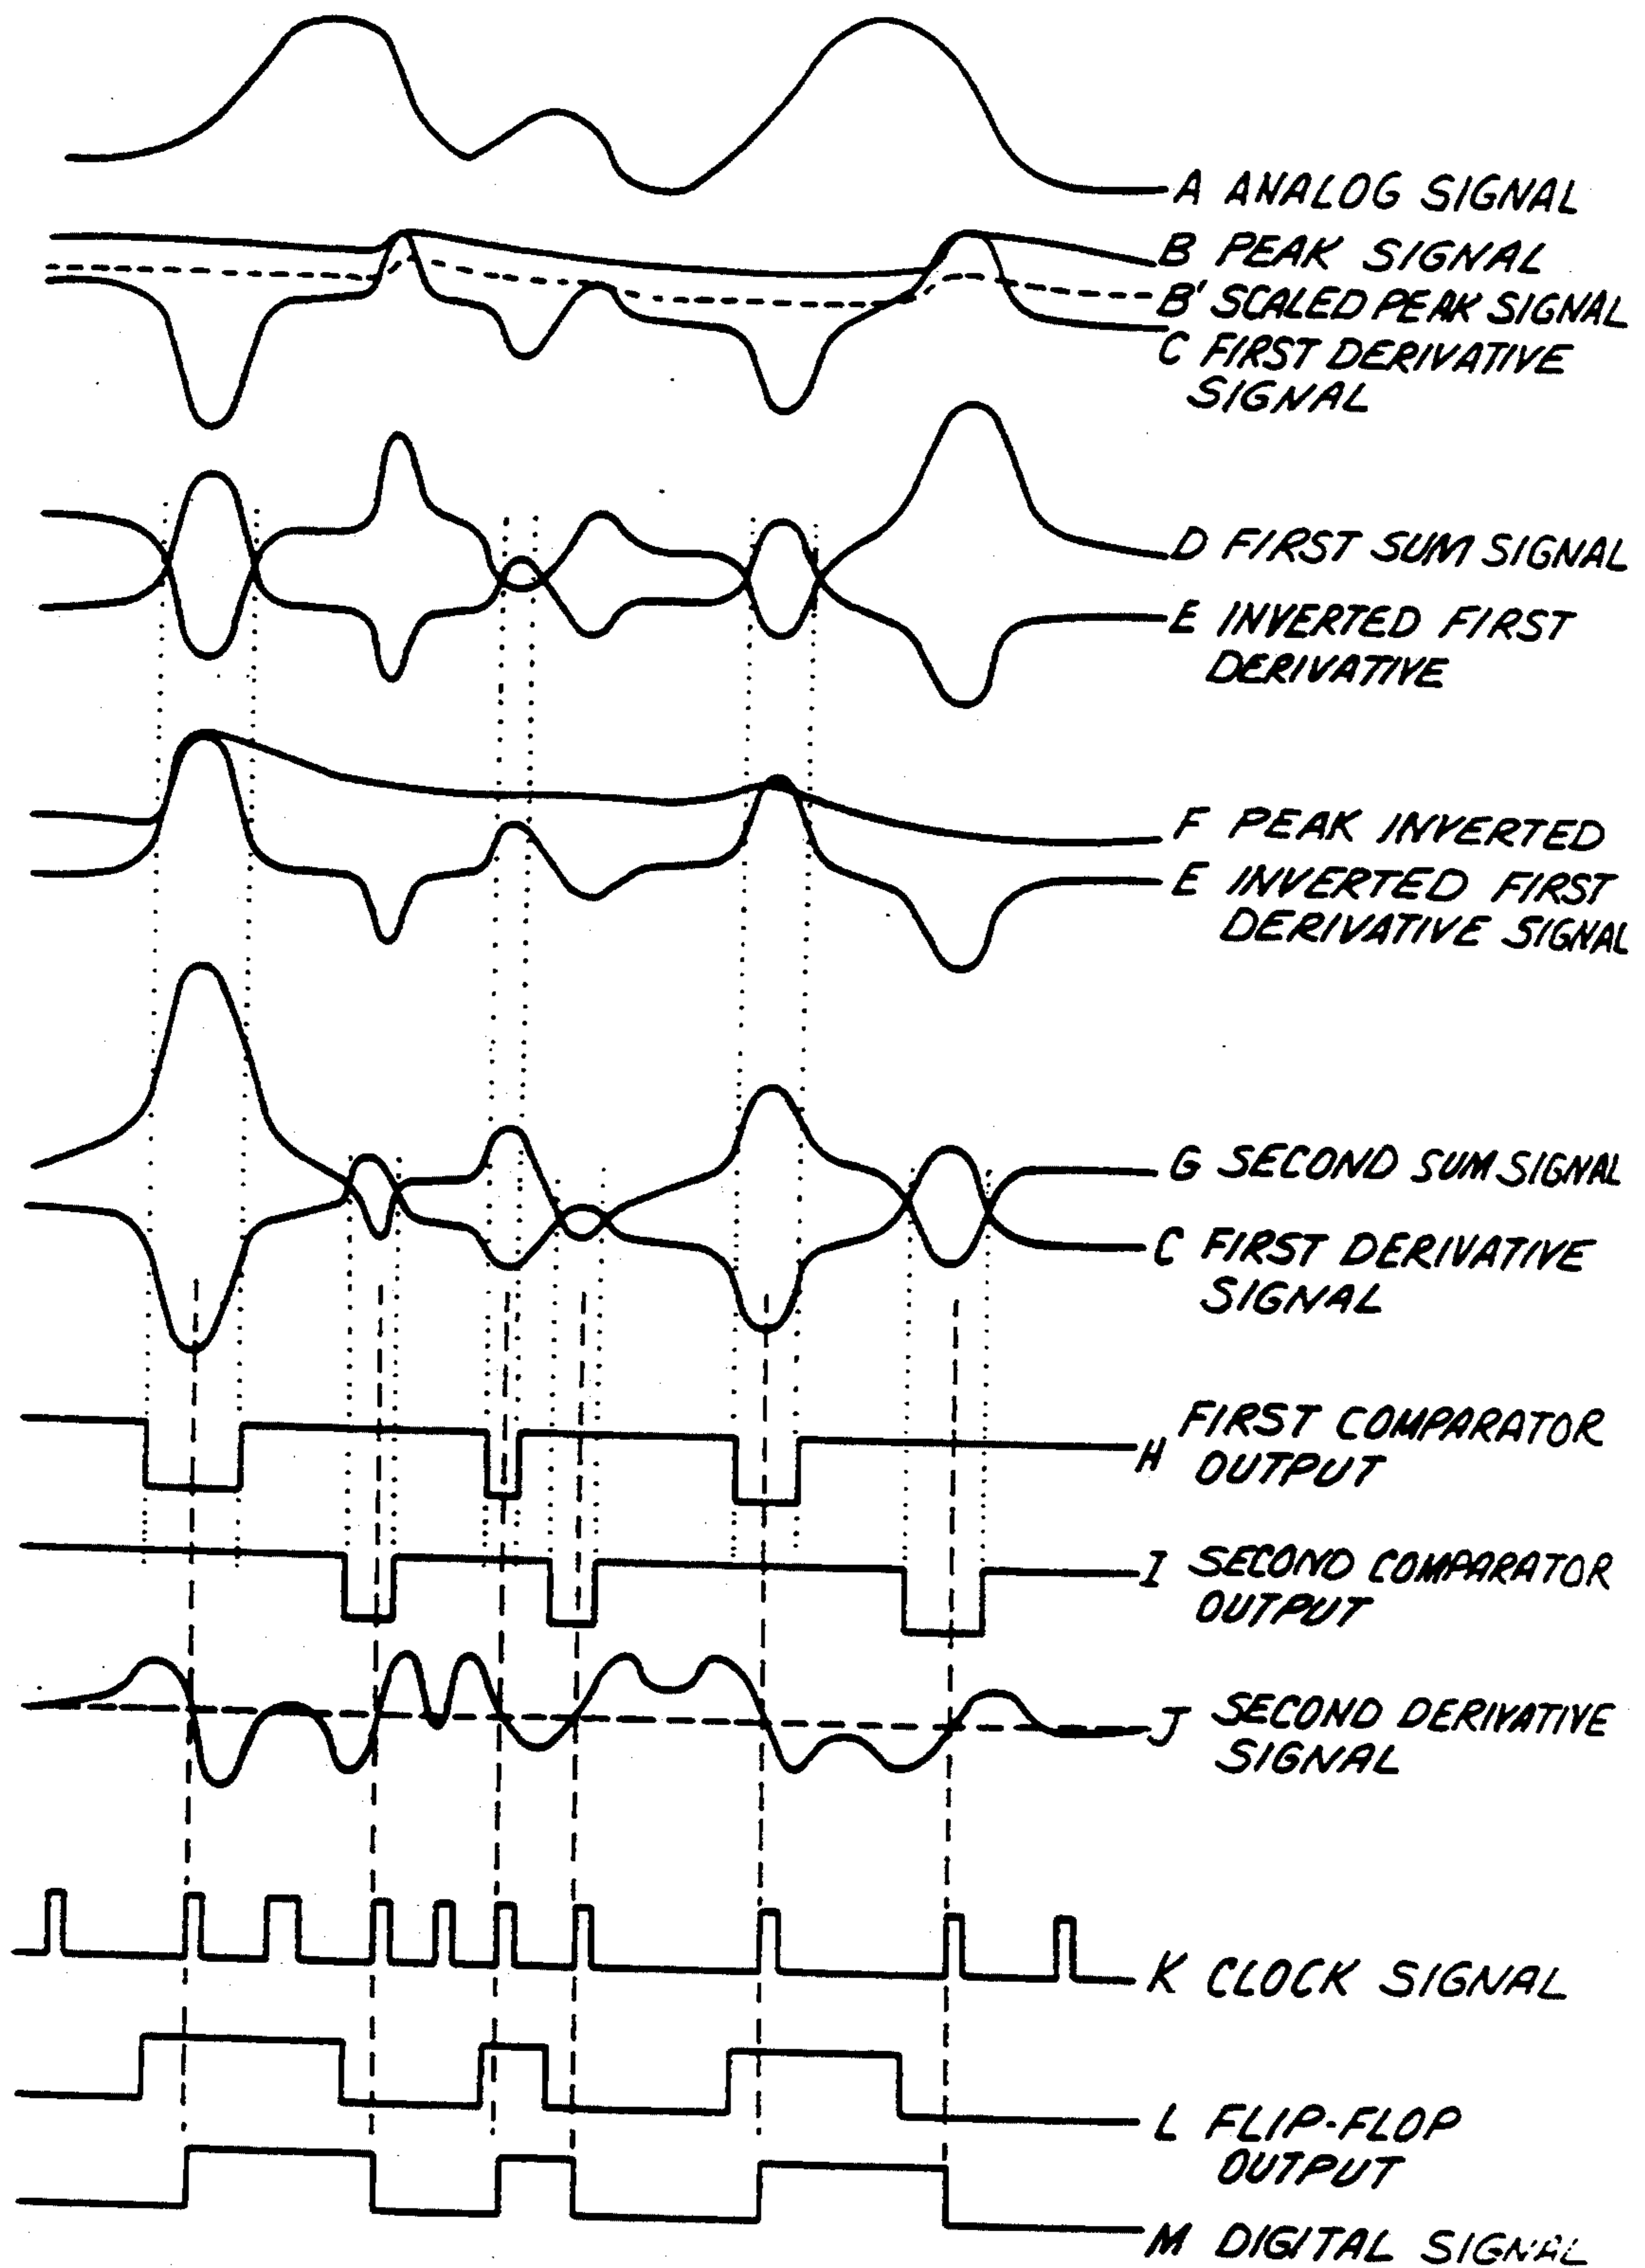 A ANALOG SIGNAL
B PEAK SIGNAL
B' SCALED PEAK SIGNAL
C FIRST DERIVATIVE
SIGNAL
D FIRST SUM SIGNAL
E INVERTED FIRST
DERIVATIVE
F PEAK INVERTED
E INVERTED FIRST
DERIVATIVE SIGNAL
G SECOND SUM SIGNAL
C FIRST DERIVATIVE
SIGNAL
FIRST COMPARATOR
H OUTPUT
I SECOND COMPARATOR
OUTPUT
J SECOND DERIVATIVE
SIGNAL
K CLOCK SIGNAL
L FLIP-FLOP
OUTPUT
M DIGITAL SIGNAL